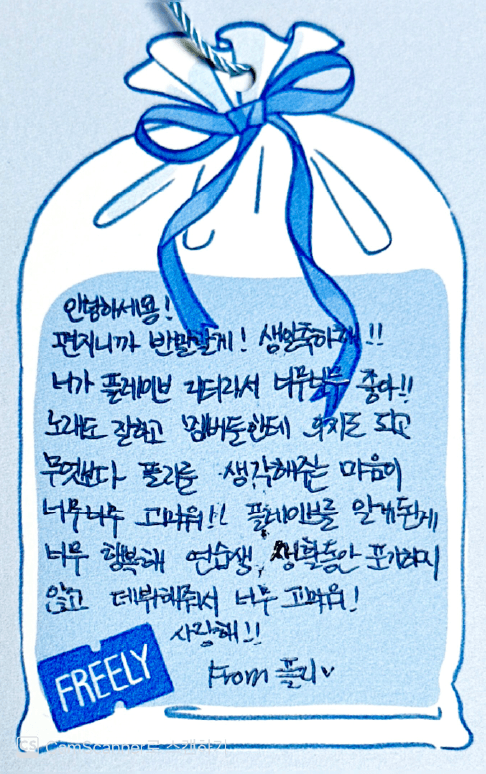 안녕하세용!
편지니까 반말할게! 생일축하해!!
너가 플레이브 리더라서 너무너무 좋아!!
노래도 잘하고 멤버들한테 의지도 되고
무엇보다 플리를 생각해주는 마음이
너무너무 고마워!! 플레이브를 알게된게
너무 행복해 연습생, 생활동안 포기하지
않고 데뷔해줘서 너무 고마워!
사랑해!!
From 플리♡
FREELY
CS CamScanner로 스캔하기